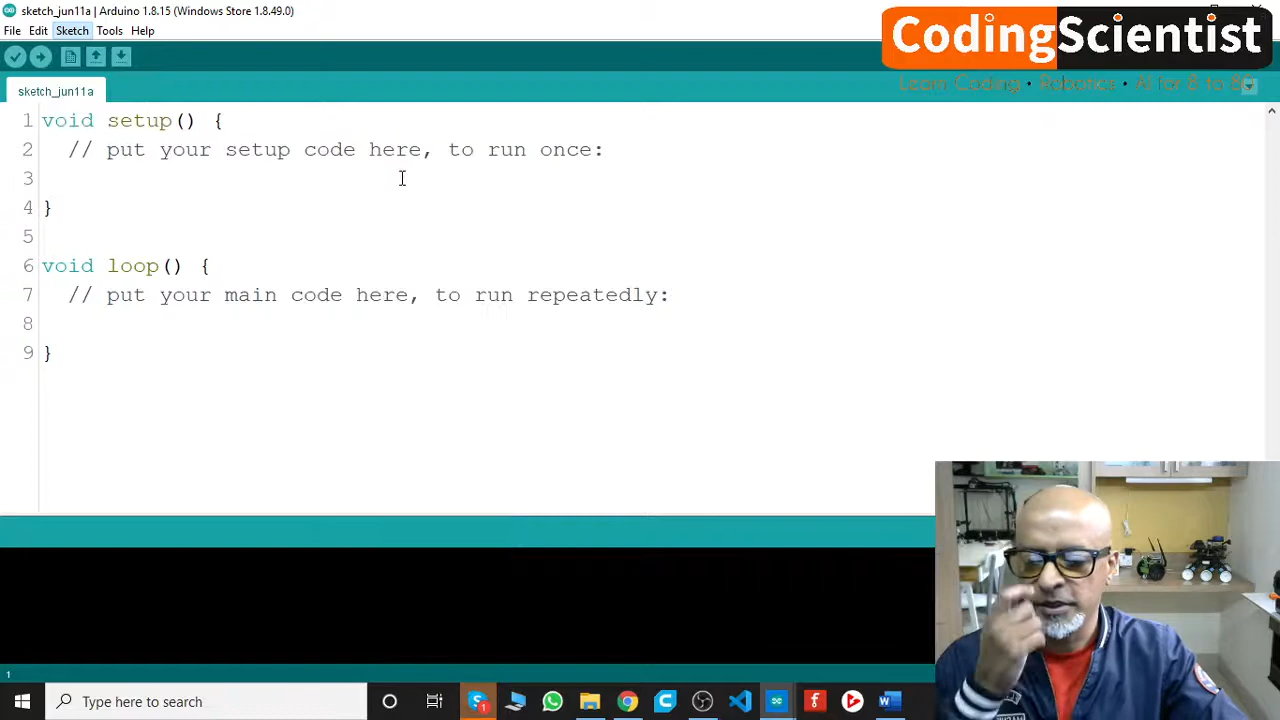 sketch_jun11a | Arduino 1.8.15 (Windows Store 1.8.49.0)
File Edit Sketch Tools Help
CodingScientist
Learn Coding • Robotics • AI for 8 to 80
sketch_jun11a
1 void setup() {
2 // put your setup code here, to run once:
3
4 }
5
6 void loop() {
7 // put your main code here, to run repeatedly:
8
9 }
1
Type here to search